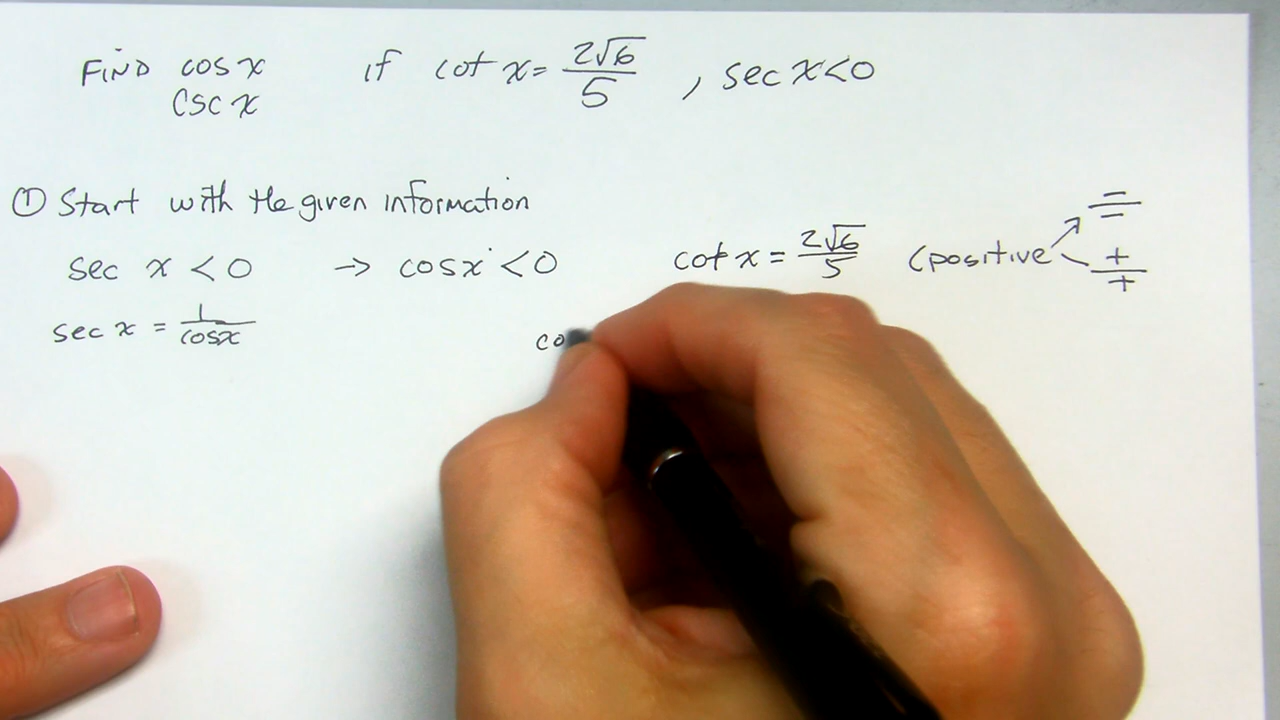 FIND cos x if cot x = 2√6/5 , sec x < 0
csc x
① Start with the given information
sec x < 0 → cos x < 0 cot x = 2√6/5 (positive −/− +/+
sec x = 1/cos x co